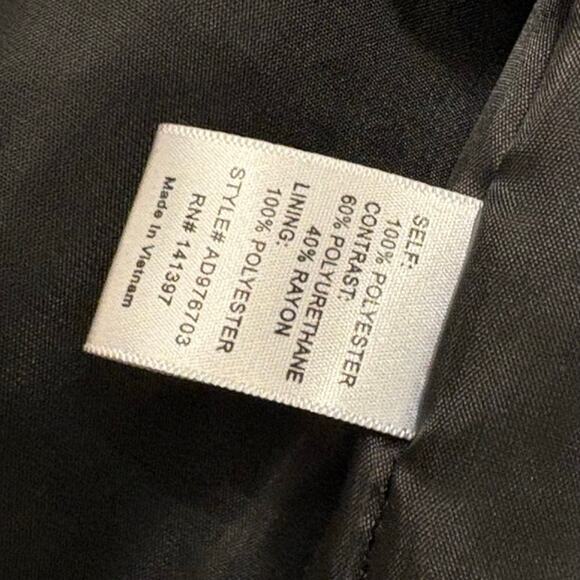 SELF:
100% POLYESTER
CONTRAST:
60% POLYURETHANE
40% RAYON
LINING:
100% POLYESTER
STYLE# AD976703
RN# 141397
Made In Vietnam